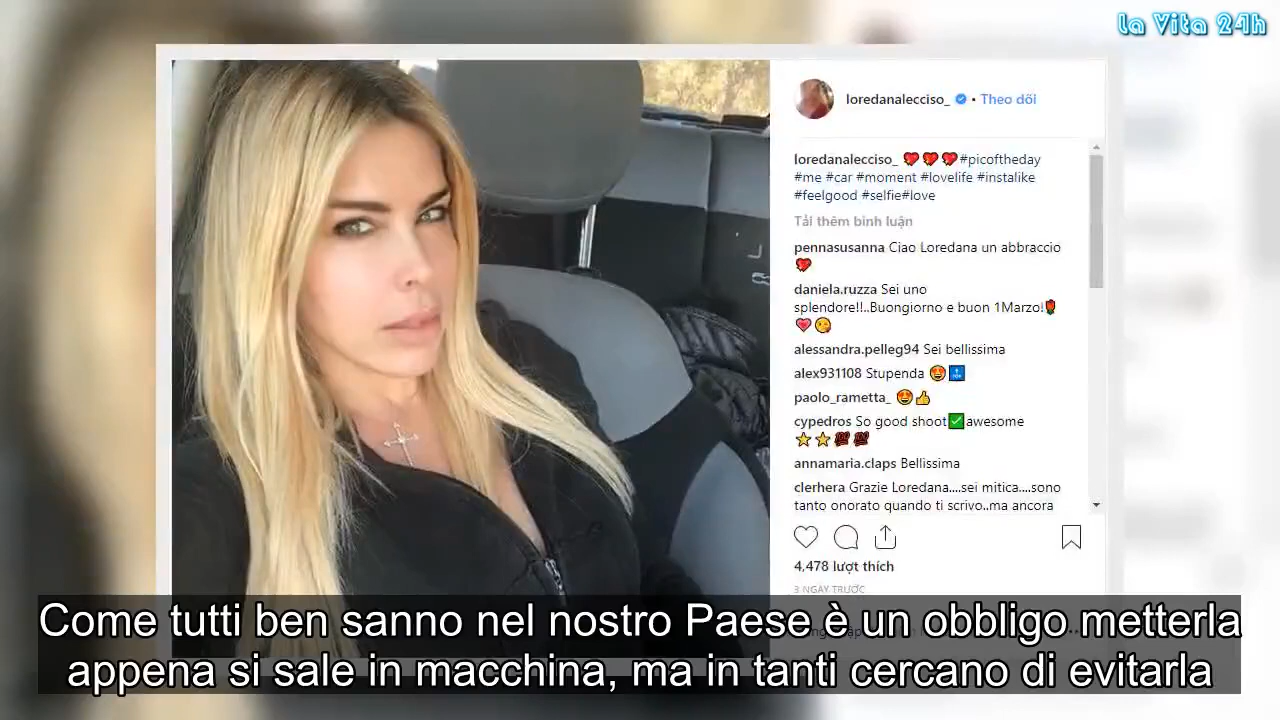 La Vita 24h
loredanalecciso_ • Theo dõi
loredanalecciso_ 💘💘💘#picoftheday
#me #car #moment #lovelife #instalike
#feelgood #selfie#love
Tải thêm bình luận
pennasusanna Ciao Loredana un abbraccio
💘
daniela.ruzza Sei uno
splendore!!..Buongiorno e buon 1Marzo!🌹
💗😘
alessandra.pelleg94 Sei bellissima
alex931108 Stupenda 😍🔝
paolo_rametta_ 😍👍
cypedros So good shoot✅awesome
⭐⭐💯💯
annamaria.claps Bellissima
clerhera Grazie Loredana....sei mitica....sono
tanto onorato quando ti scrivo..ma ancora
4,478 lượt thích
3 NGÀY TRƯỚC
Come tutti ben sanno nel nostro Paese è un obbligo metterla
appena si sale in macchina, ma in tanti cercano di evitarla